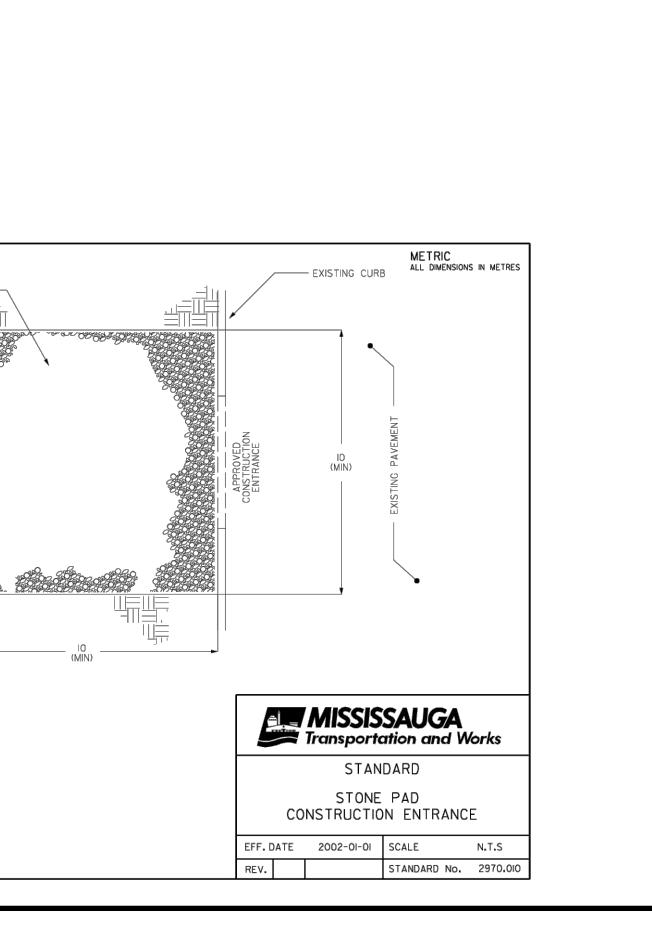 METRIC
ALL DIMENSIONS IN METRES
EXISTING CURB
APPROVED
CONSTRUCTION
ENTRANCE
10
(MIN)
EXISTING PAVEMENT
10
(MIN)
MISSISSAUGA
Transportation and Works
STANDARD
STONE PAD
CONSTRUCTION ENTRANCE
EFF. DATE 2002-01-01 SCALE N.T.S
REV. STANDARD No. 2970.010